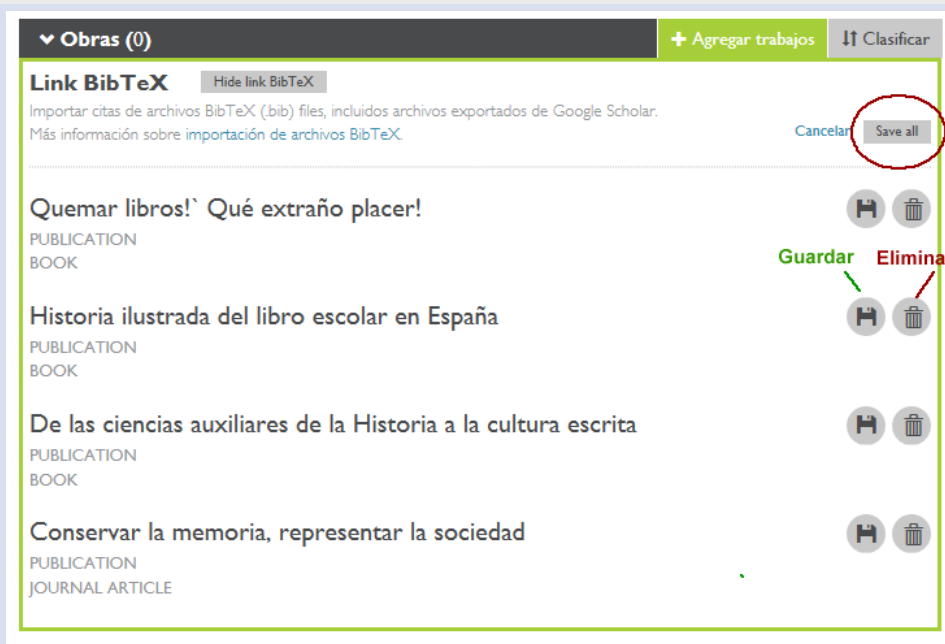 Obras (0)
Agregar trabajos
Clasificar
Link BibTeX
Hide link BibTeX
Importar citas de archivos BibTeX (.bib) files, incluidos archivos exportados de Google Scholar.
Más información sobre importación de archivos BibTeX.
Cancelar
Save all
Quemar libros!` Qué extraño placer!
PUBLICATION
BOOK
Guardar
Elimina
Historia ilustrada del libro escolar en España
PUBLICATION
BOOK
De las ciencias auxiliares de la Historia a la cultura escrita
PUBLICATION
BOOK
Conservar la memoria, representar la sociedad
PUBLICATION
JOURNAL ARTICLE